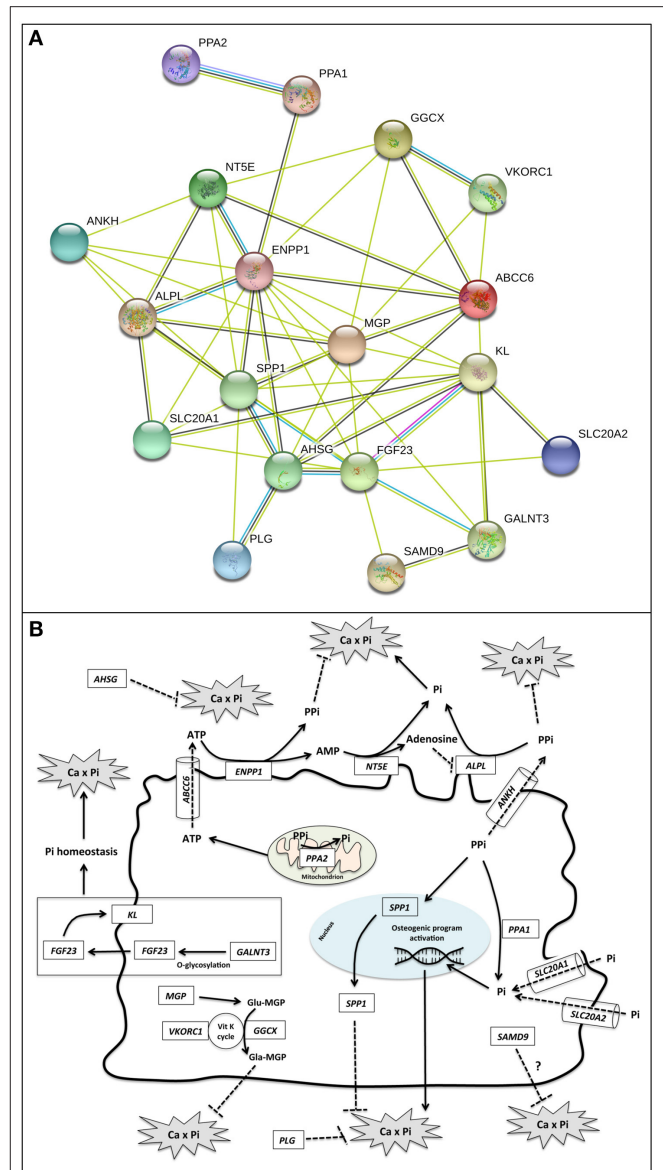 A
PPA2
PPA1
GGCX
NT5E
VKORC1
ANKH
ENPP1
ABCC6
ALPL
MGP
KL
SPP1
SLC20A1
AHSG
FGF23
SLC20A2
GALNT3
PLG
SAMD9
B
Ca x Pi
Ca x Pi
AHSG
Ca x Pi
Pi
PPi
ATP
Adenosine
PPi
AMP
ENPP1
NT5E
ALPL
Ca x Pi
ABCC6
ANKH
Pi homeostasis
ATP
PPi
Pi
PPA2
Mitochondrion
PPi
KL
SPP1
Nucleus
Osteogenic program
activation
PPA1
FGF23
FGF23
GALNT3
O-glycosylation
SLC20A1
Pi
Pi
SLC20A2
Pi
MGP
Glu-MGP
SPP1
VKORC1
Vit K
cycle
GGCX
SAMD9
Gla-MGP
?
Ca x Pi
PLG
Ca x Pi
Ca x Pi